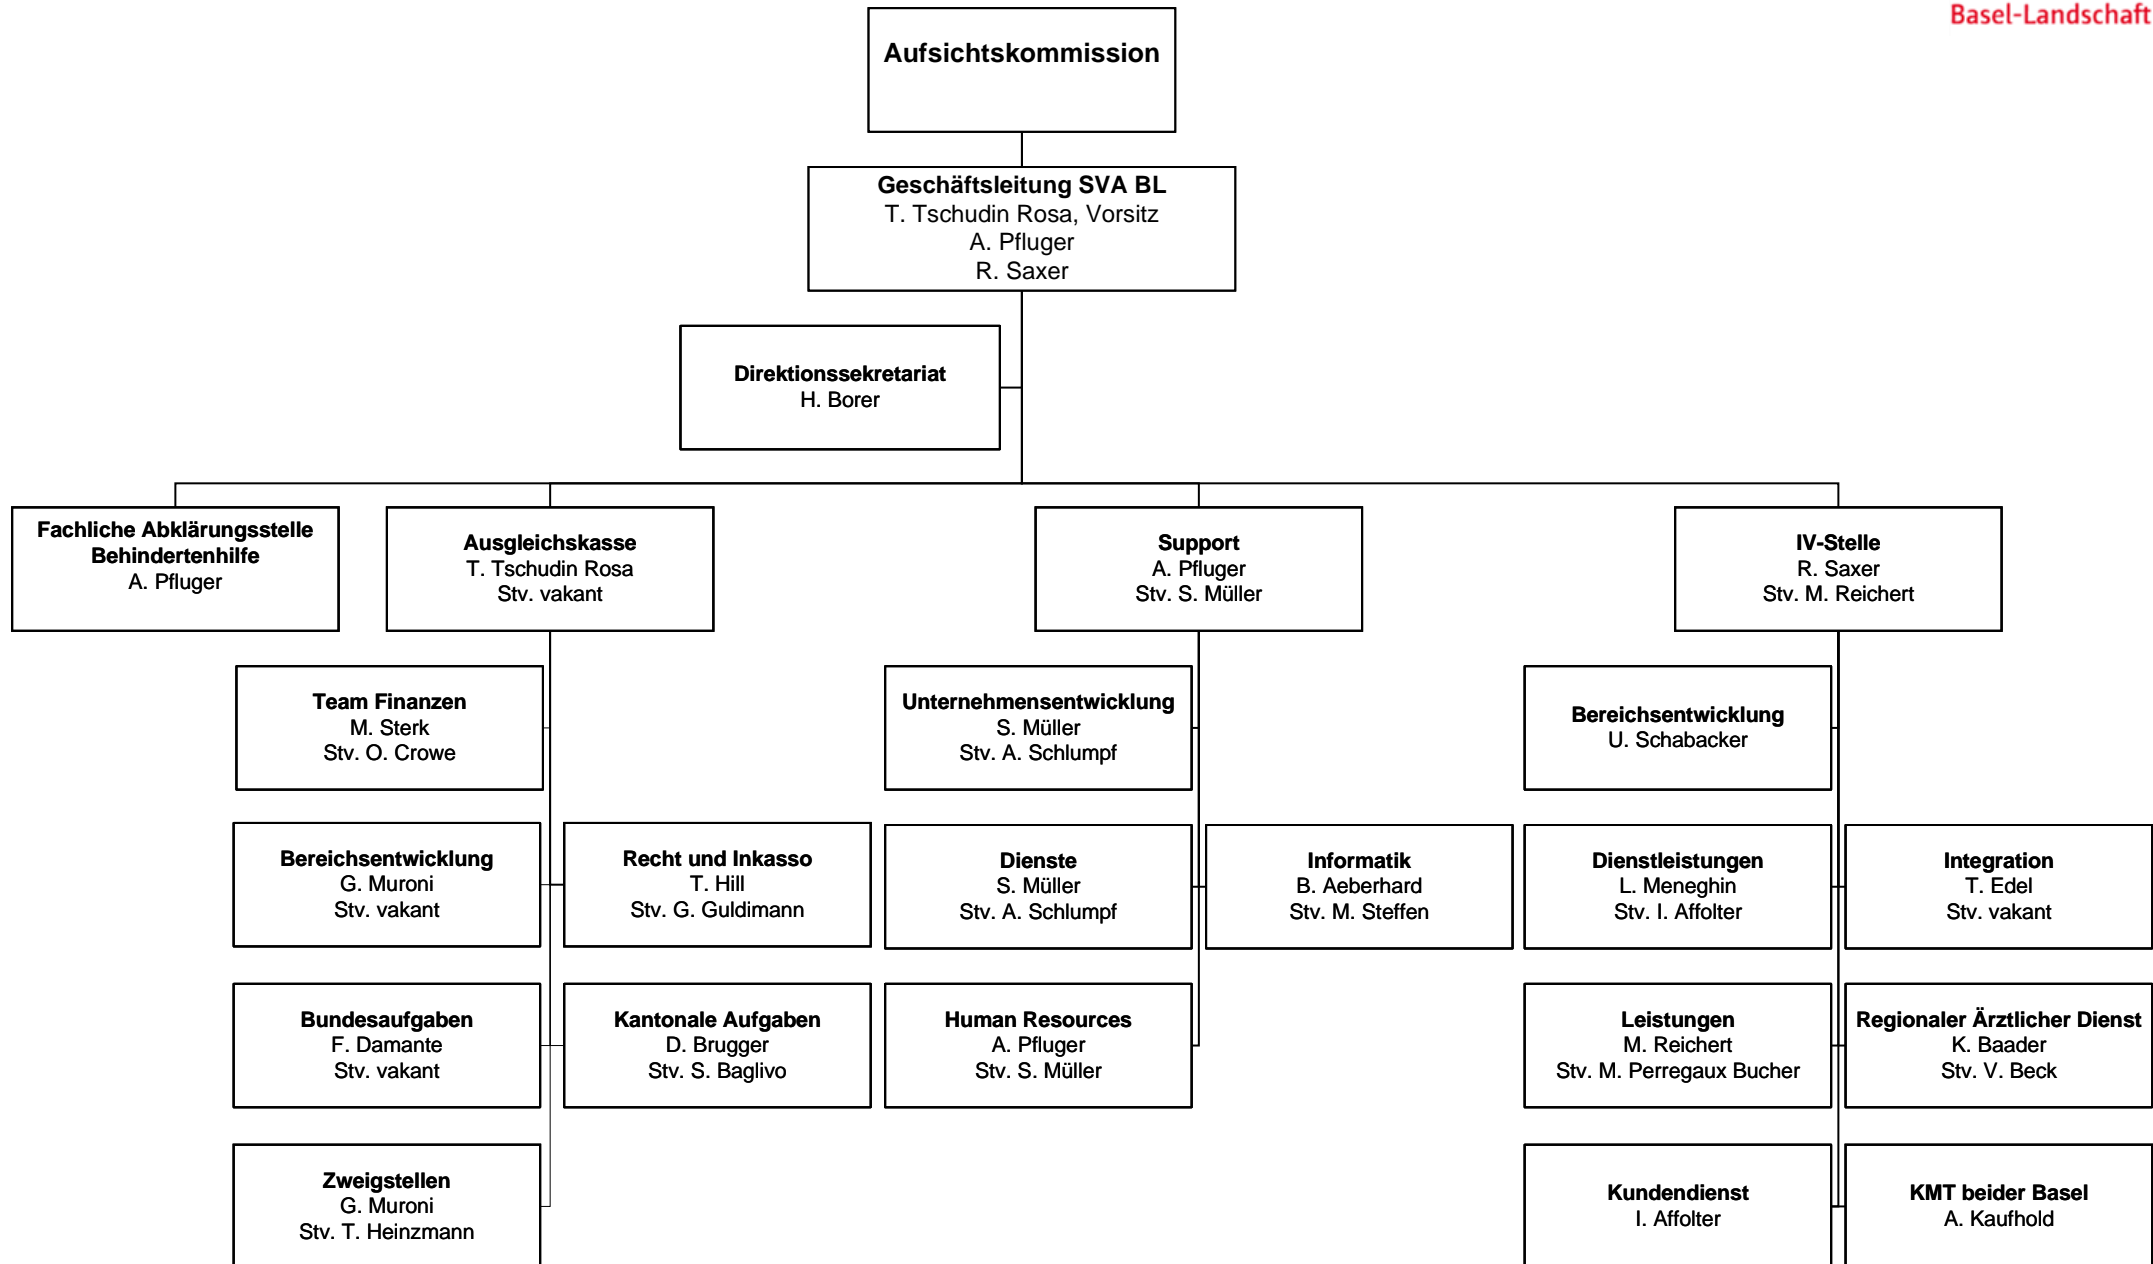 Basel-Landschaft
Aufsichtskommission
Geschäftsleitung SVA BL
T. Tschudin Rosa, Vorsitz
A. Pfluger
R. Saxer
Direktionssekretariat
H. Borer
Fachliche Abklärungsstelle
Behindertenhilfe
A. Pfluger
Ausgleichskasse
T. Tschudin Rosa
Stv. vakant
Support
A. Pfluger
Stv. S. Müller
IV-Stelle
R. Saxer
Stv. M. Reichert
Team Finanzen
M. Sterk
Stv. O. Crowe
Unternehmensentwicklung
S. Müller
Stv. A. Schlumpf
Bereichsentwicklung
U. Schabacker
Bereichsentwicklung
G. Muroni
Stv. vakant
Recht und Inkasso
T. Hill
Stv. G. Guldimann
Dienste
S. Müller
Stv. A. Schlumpf
Informatik
B. Aeberhard
Stv. M. Steffen
Dienstleistungen
L. Meneghin
Stv. I. Affolter
Integration
T. Edel
Stv. vakant
Bundesaufgaben
F. Damante
Stv. vakant
Kantonale Aufgaben
D. Brugger
Stv. S. Baglivo
Human Resources
A. Pfluger
Stv. S. Müller
Leistungen
M. Reichert
Stv. M. Perregaux Bucher
Regionaler Ärztlicher Dienst
K. Baader
Stv. V. Beck
Zweigstellen
G. Muroni
Stv. T. Heinzmann
Kundendienst
I. Affolter
KMT beider Basel
A. Kaufhold